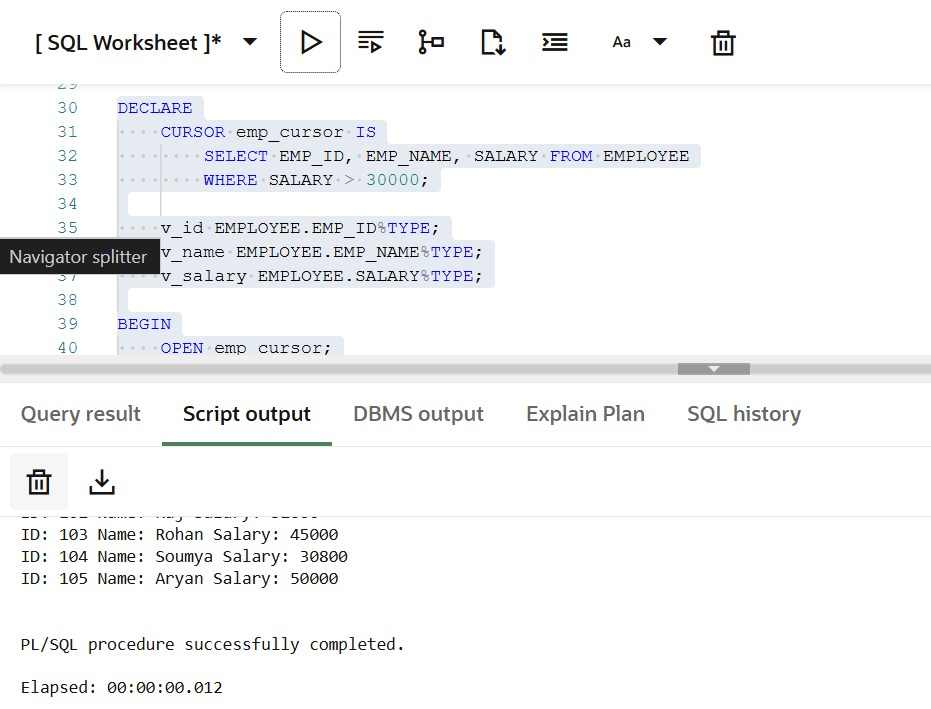 [ SQL Worksheet ]*
Aa
29
30 DECLARE
31 CURSOR emp_cursor IS
32 SELECT EMP_ID, EMP_NAME, SALARY FROM EMPLOYEE
33 WHERE SALARY > 30000;
34
35 v_id EMPLOYEE.EMP_ID%TYPE;
Navigator splitter
v_name EMPLOYEE.EMP_NAME%TYPE;
37 v_salary EMPLOYEE.SALARY%TYPE;
38
39 BEGIN
40 OPEN emp_cursor;
Query result Script output DBMS output Explain Plan SQL history
ID: 103 Name: Rohan Salary: 45000
ID: 104 Name: Soumya Salary: 30800
ID: 105 Name: Aryan Salary: 50000
PL/SQL procedure successfully completed.
Elapsed: 00:00:00.012